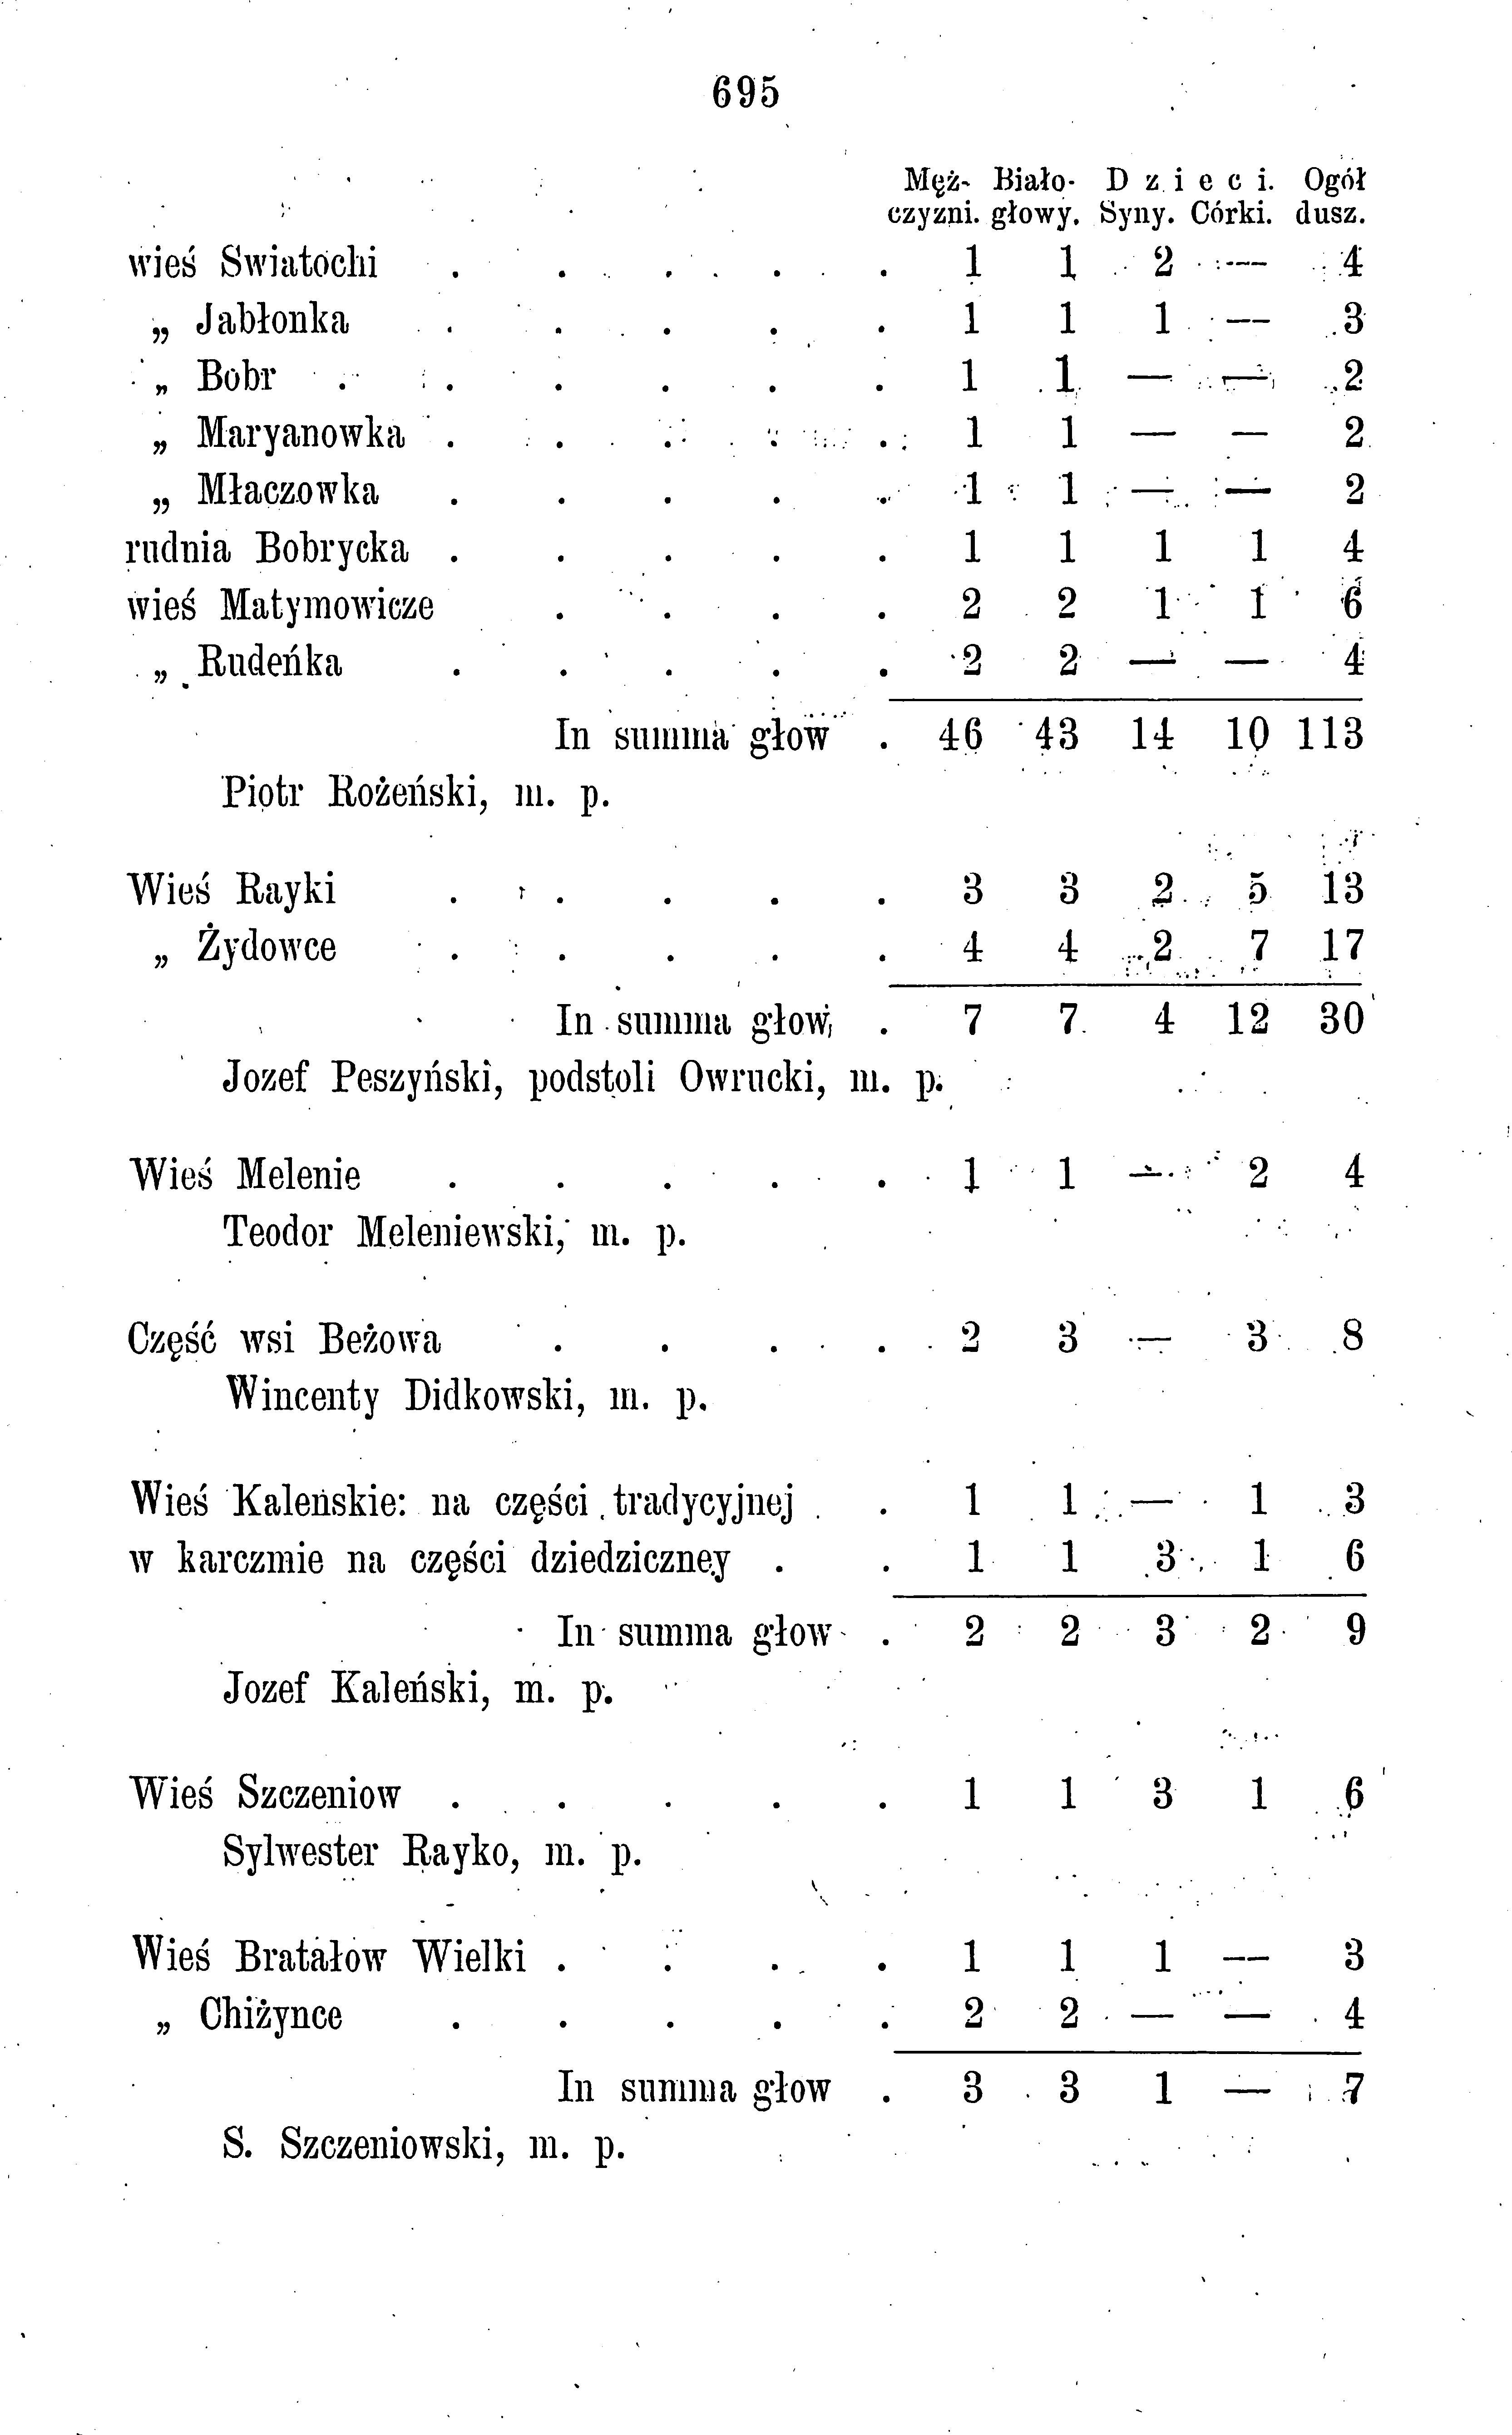 695
Męż- Biało- Dzieci. Ogół
czyzni. głowy. Syny. Córki. dusz.
wieś Swiatochi . . . . . 1 1 2 — 4
„ Jabłonka . . . . . 1 1 1 — 3
„ Bobr . . . . . . 1 1 — — 2
„ Maryanowka . . . . . 1 1 — — 2
„ Młaczowka . . . . . 1 1 — — 2
rudnia Bobrycka . . . . . 1 1 1 1 4
wieś Matymowicze . . . . 2 2 1 1 6
„ Rudeńka . . . . . 2 2 — — 4
In summa głow . 46 43 14 10 113
Piotr Rożeński, m. p.
Wieś Rayki . . . . . 3 3 2 5 13
„ Żydowce . . . . . 4 4 2 7 17
In summa głow . 7 7 4 12 30
Jozef Peszyński, podstoli Owrucki, m. p.
Wieś Melenie . . . . . 1 1 — 2 4
Teodor Meleniewski, m. p.
Część wsi Beżowa . . . . 2 3 — 3 8
Wincenty Didkowski, m. p.
Wieś Kaleńskie: na części tradycyjnej . 1 1 — 1 3
w karczmie na części dziedziczney . . 1 1 3 1 6
In summa głow . 2 2 3 2 9
Jozef Kaleński, m. p.
Wieś Szczeniow . . . . . 1 1 3 1 6
Sylwester Rayko, m. p.
Wieś Bratałow Wielki . . . . 1 1 1 — 3
„ Chiżynce . . . . . 2 2 — — 4
In summa głow . 3 3 1 — 7
S. Szczeniowski, m. p.